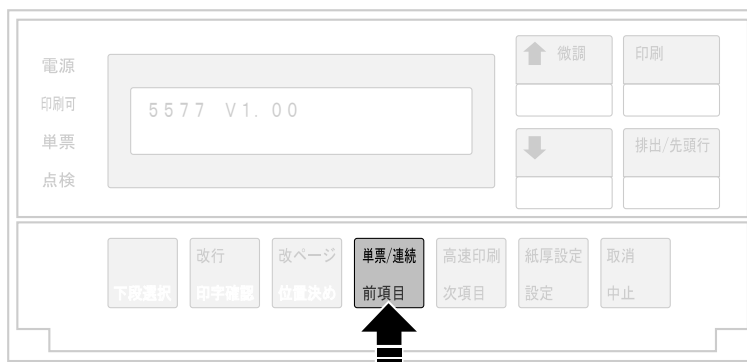 電源
印刷可
単票
点検
5577 V1.00
微調
印刷
排出/先頭行
下段選択
改行
印字確認
改ページ
位置決め
単票/連続
前項目
高速印刷
次項目
紙厚設定
設定
取消
中止